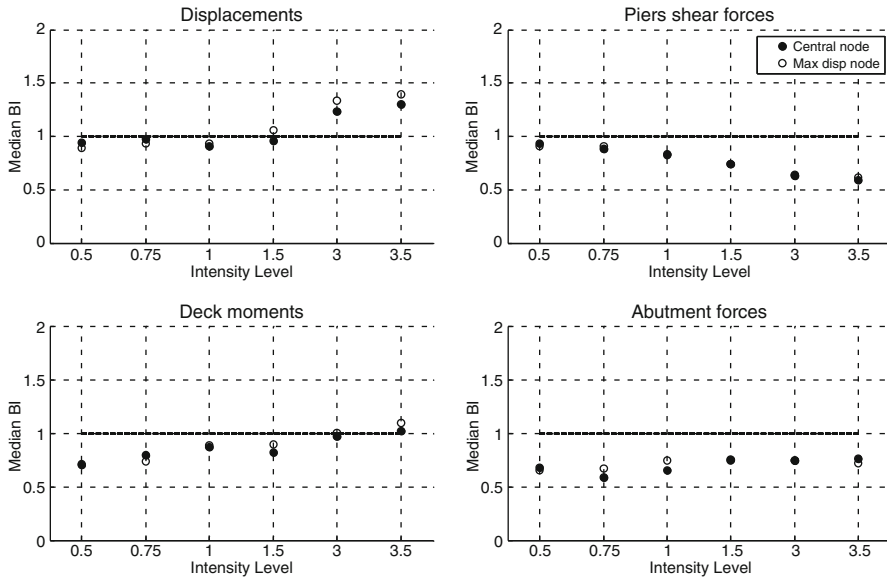 Displacements
2
1.5
1
0.5
0
Median BI
0.5 0.75 1 1.5 3 3.5
Intensity Level
Piers shear forces
Central node
Max disp node
2
1.5
1
0.5
0
Median BI
0.5 0.75 1 1.5 3 3.5
Intensity Level
Deck moments
2
1.5
1
0.5
0
Median BI
0.5 0.75 1 1.5 3 3.5
Intensity Level
Abutment forces
2
1.5
1
0.5
0
Median BI
0.5 0.75 1 1.5 3 3.5
Intensity Level